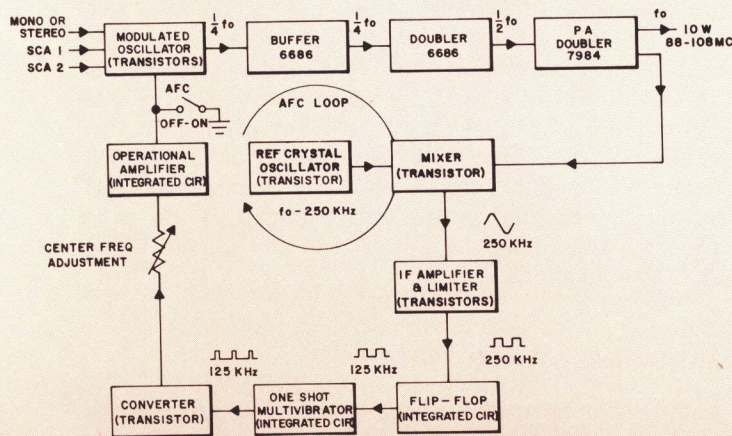 MONO OR
STEREO
SCA 1
SCA 2
MODULATED
OSCILLATOR
(TRANSISTORS)
1/4 fo
BUFFER
6686
1/4 fo
DOUBLER
6686
1/2 fo
P A
DOUBLER
7984
fo
10 W
88-108MC
AFC
OFF-ON
AFC LOOP
OPERATIONAL
AMPLIFIER
(INTEGRATED CIR)
REF CRYSTAL
OSCILLATOR
(TRANSISTOR)
MIXER
(TRANSISTOR)
fo-250 KHz
250 KHz
CENTER FREQ
ADJUSTMENT
IF AMPLIFIER
& LIMITER
(TRANSISTORS)
250 KHz
125 KHz
125 KHz
CONVERTER
(TRANSISTOR)
ONE SHOT
MULTIVIBRATOR
(INTEGRATED CIR)
FLIP-FLOP
(INTEGRATED CIR)